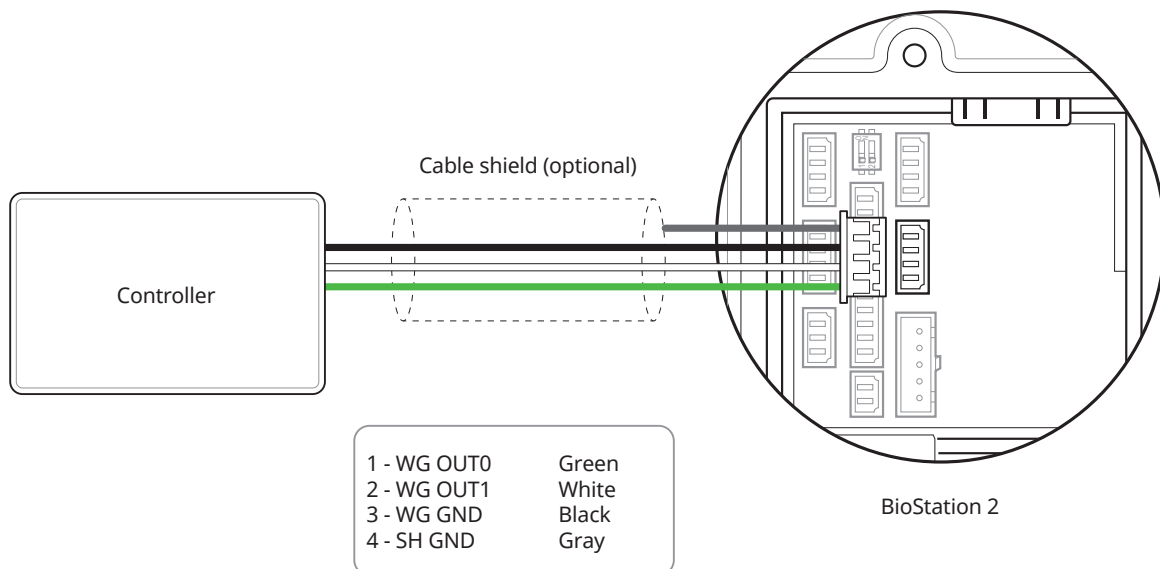 Cable shield (optional)
Controller
1 - WG OUT0 Green
2 - WG OUT1 White
3 - WG GND Black
4 - SH GND Gray
BioStation 2